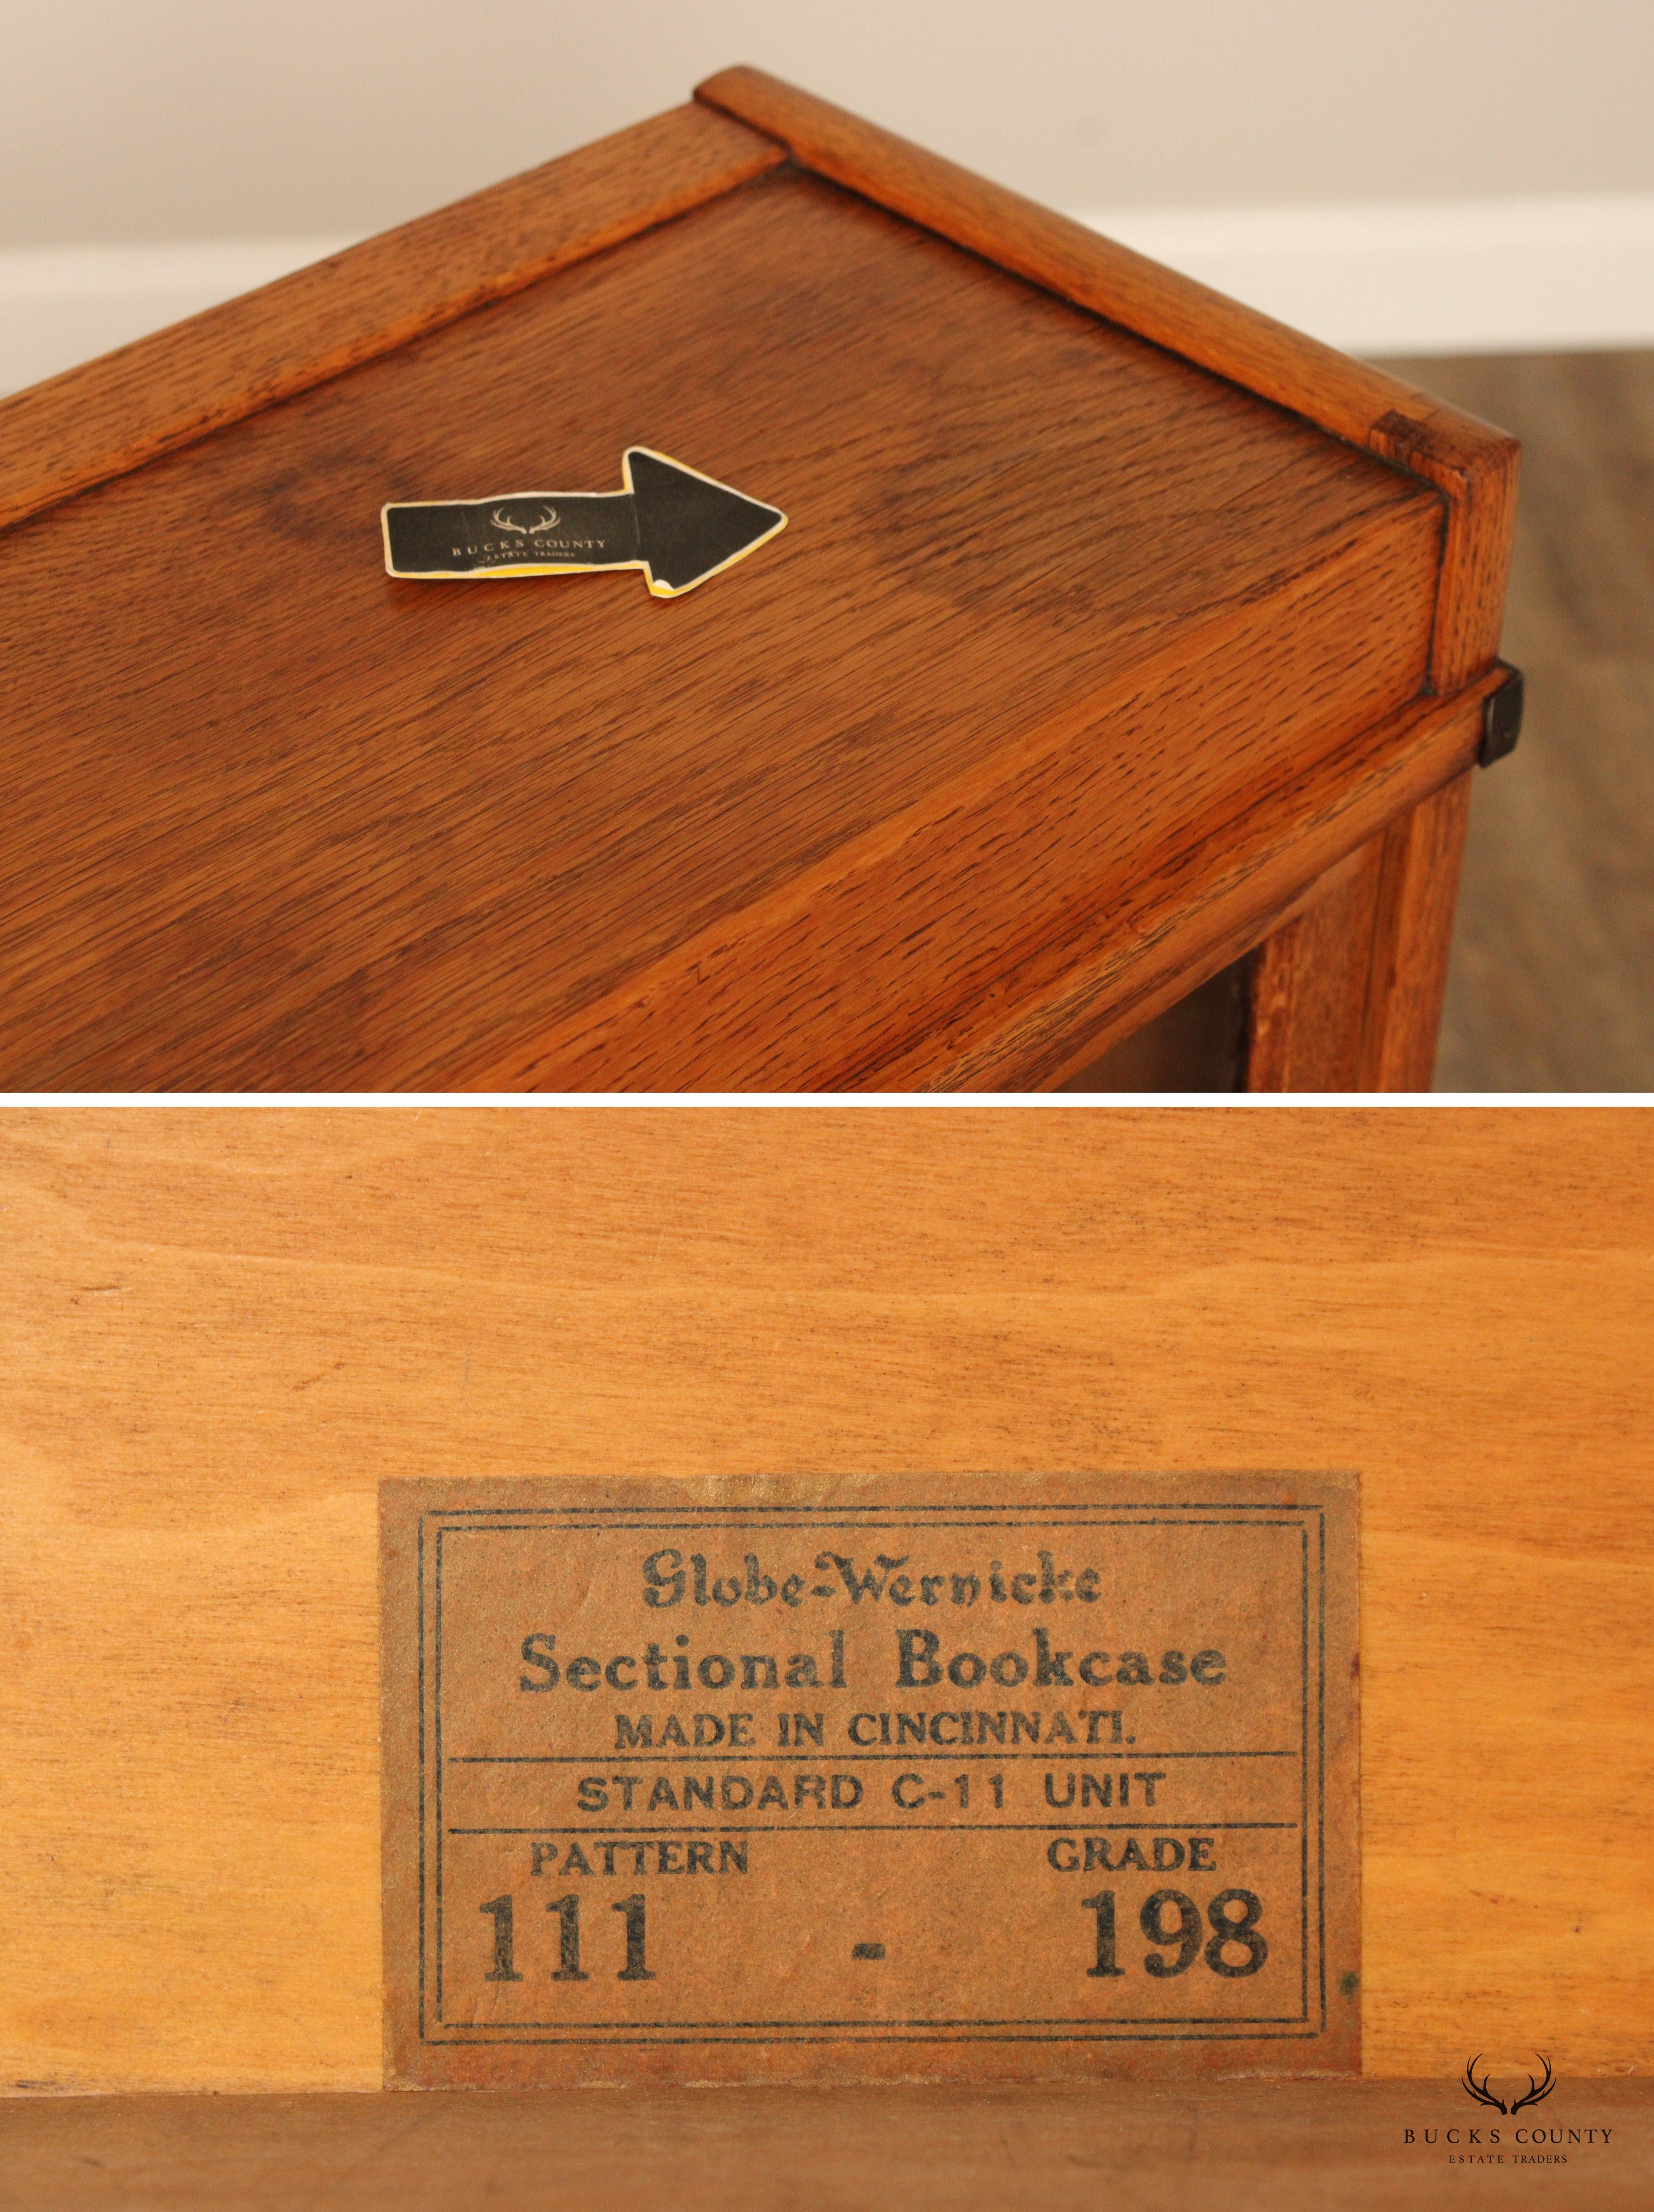 BUCKS COUNTY
ESTATE TRADERS
Globe-Wernicke
Sectional Bookcase
MADE IN CINCINNATI.
STANDARD C-11 UNIT
PATTERN GRADE
111 - 198
BUCKS COUNTY
ESTATE TRADERS